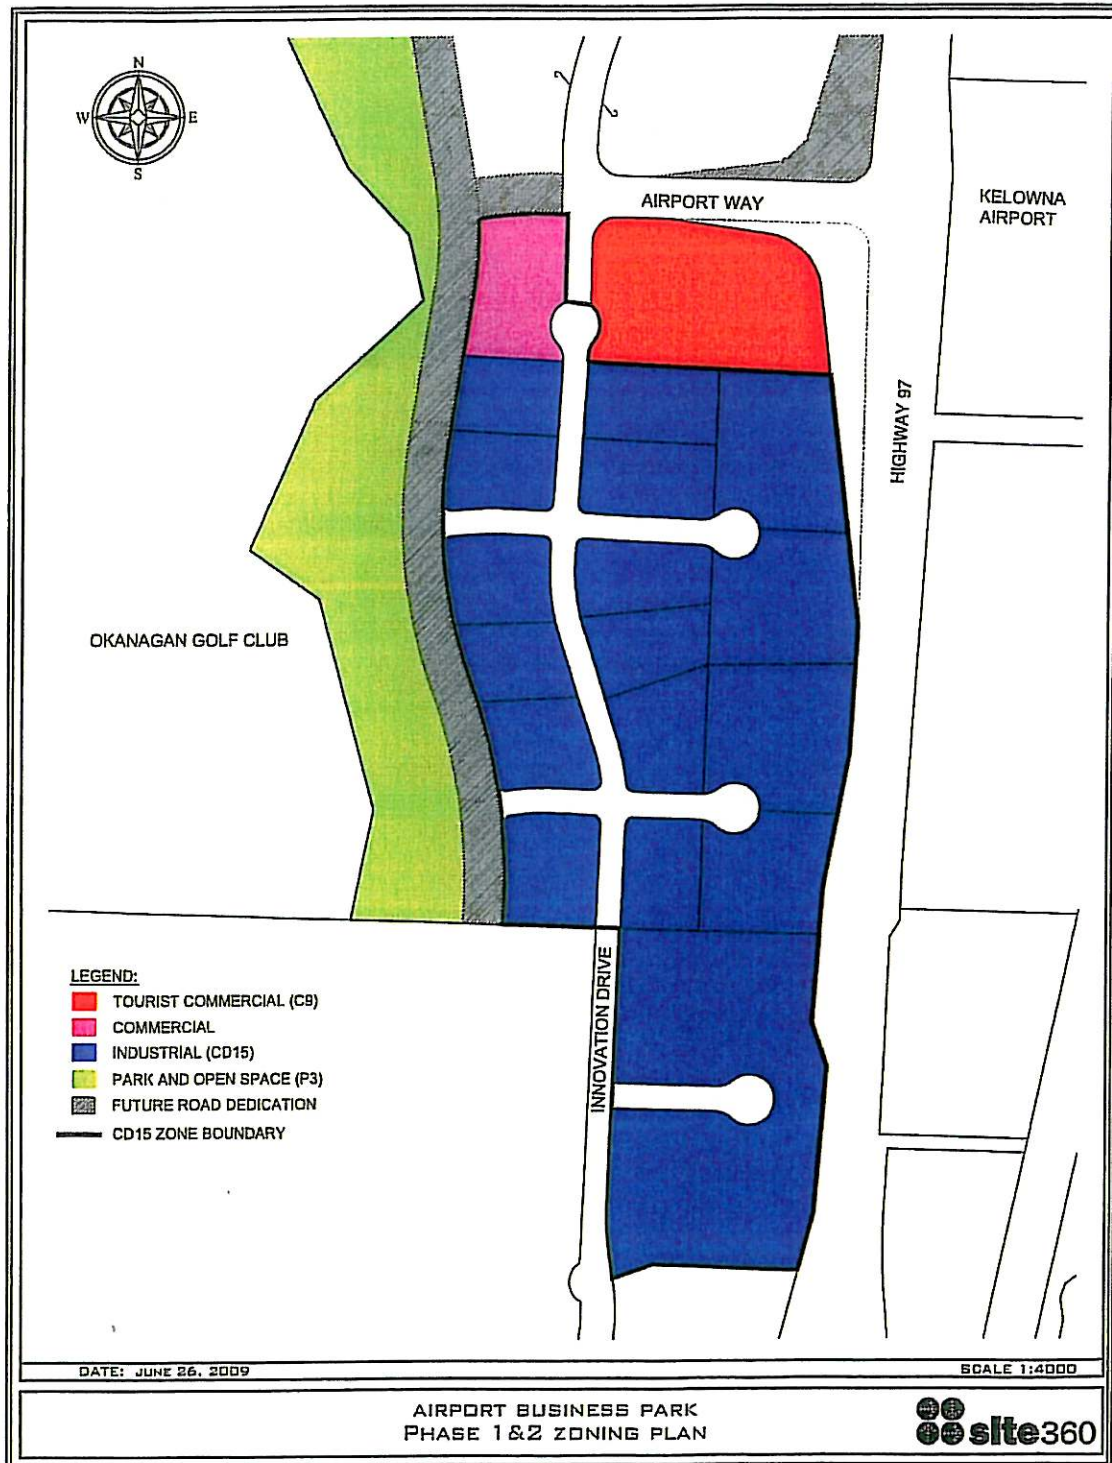 N
W E
S
AIRPORT WAY
KELOWNA
AIRPORT
HIGHWAY 97
OKANAGAN GOLF CLUB
INNOVATION DRIVE
LEGEND:
TOURIST COMMERCIAL (C9)
COMMERCIAL
INDUSTRIAL (CD15)
PARK AND OPEN SPACE (P3)
FUTURE ROAD DEDICATION
CD15 ZONE BOUNDARY
DATE: JUNE 26, 2009
SCALE 1:4000
AIRPORT BUSINESS PARK
PHASE 1&2 ZONING PLAN
site360